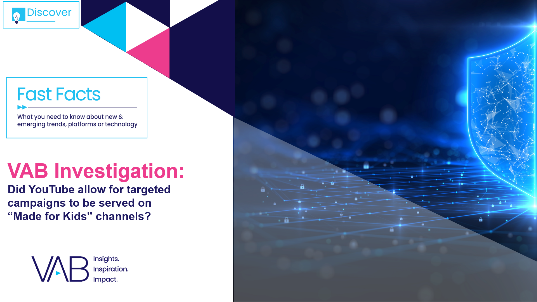 Discover
Fast Facts
What you need to know about new &
emerging trends, platforms or technology
VAB Investigation:
Did YouTube allow for targeted
campaigns to be served on
“Made for Kids” channels?
VAB
Insights.
Inspiration.
Impact.